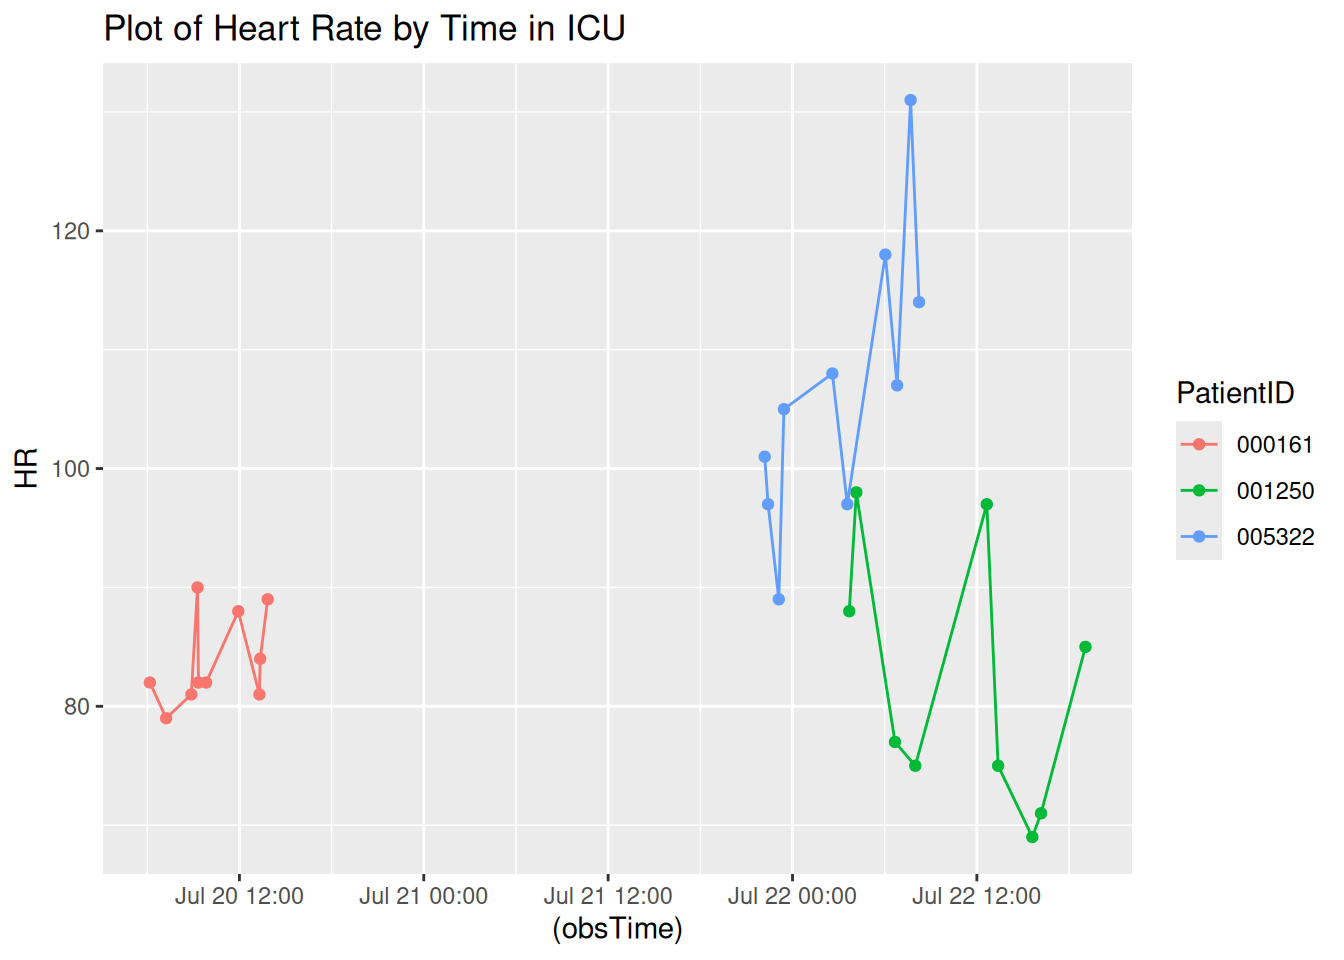 Plot of Heart Rate by Time in ICU
120
100
80
HR
Jul 20 12:00
Jul 21 00:00
Jul 21 12:00
Jul 22 00:00
Jul 22 12:00
(obsTime)
PatientID
000161
001250
005322